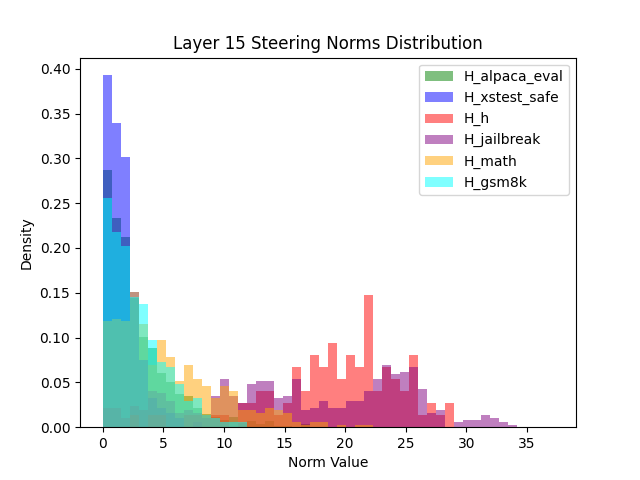 Layer 15 Steering Norms Distribution
0.40
0.35
0.30
0.25
0.20
0.15
0.10
0.05
0.00
Density
0 5 10 15 20 25 30 35
Norm Value
H_alpaca_eval
H_xstest_safe
H_h
H_jailbreak
H_math
H_gsm8k